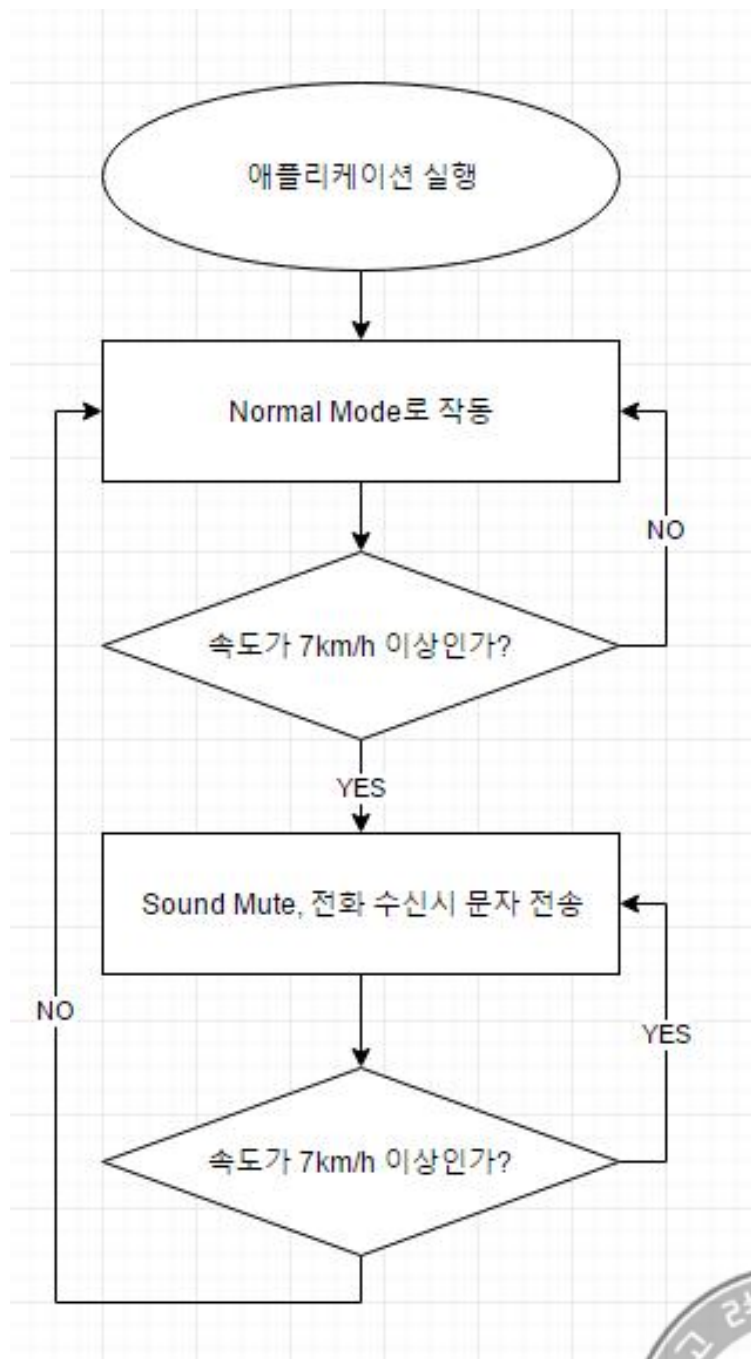 애플리케이션 실행
Normal Mode로 작동
NO
속도가 7km/h 이상인가?
YES
Sound Mute, 전화 수신시 문자 전송
NO
YES
속도가 7km/h 이상인가?